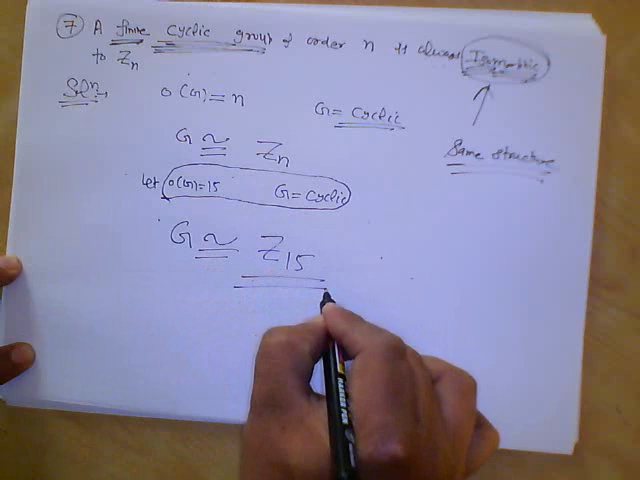 7 A finite cyclic group of order n is always Isomorphic
to Zn
Solⁿ→
o(G)=n
G= cyclic
G ≅ Zn
Same structure
Let o(G)=15 G=cyclic
G ≅ Z15